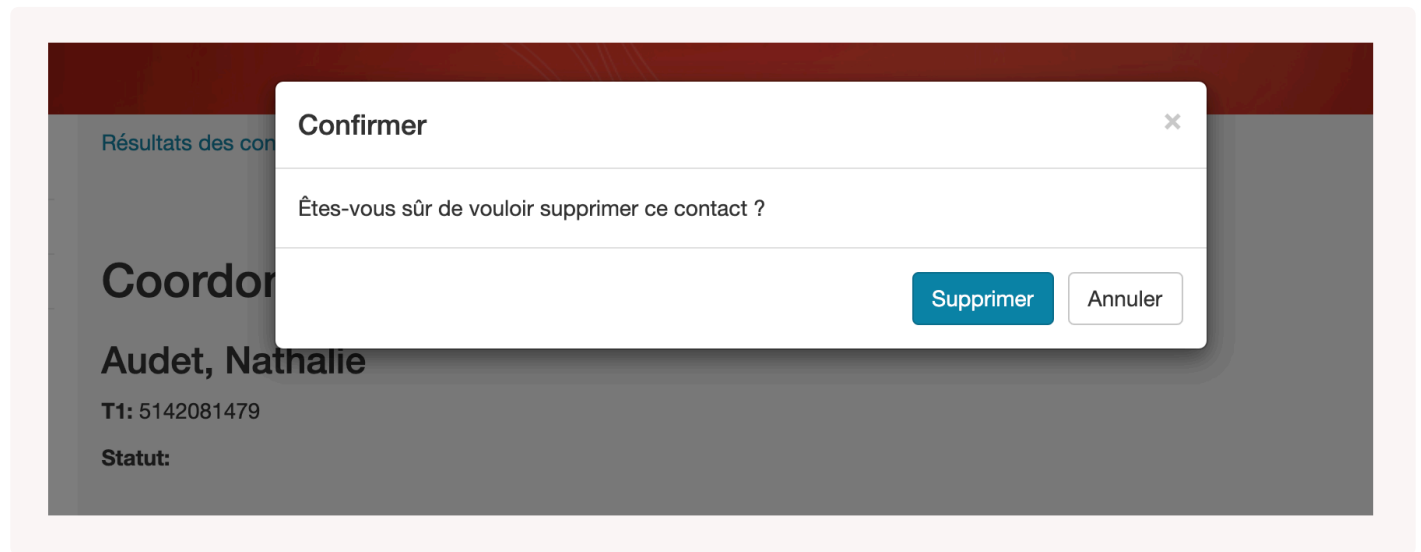 Confirmer
×
Résultats des con
Êtes-vous sûr de vouloir supprimer ce contact ?
Supprimer
Annuler
Coordon
Audet, Nathalie
T1: 5142081479
Statut: